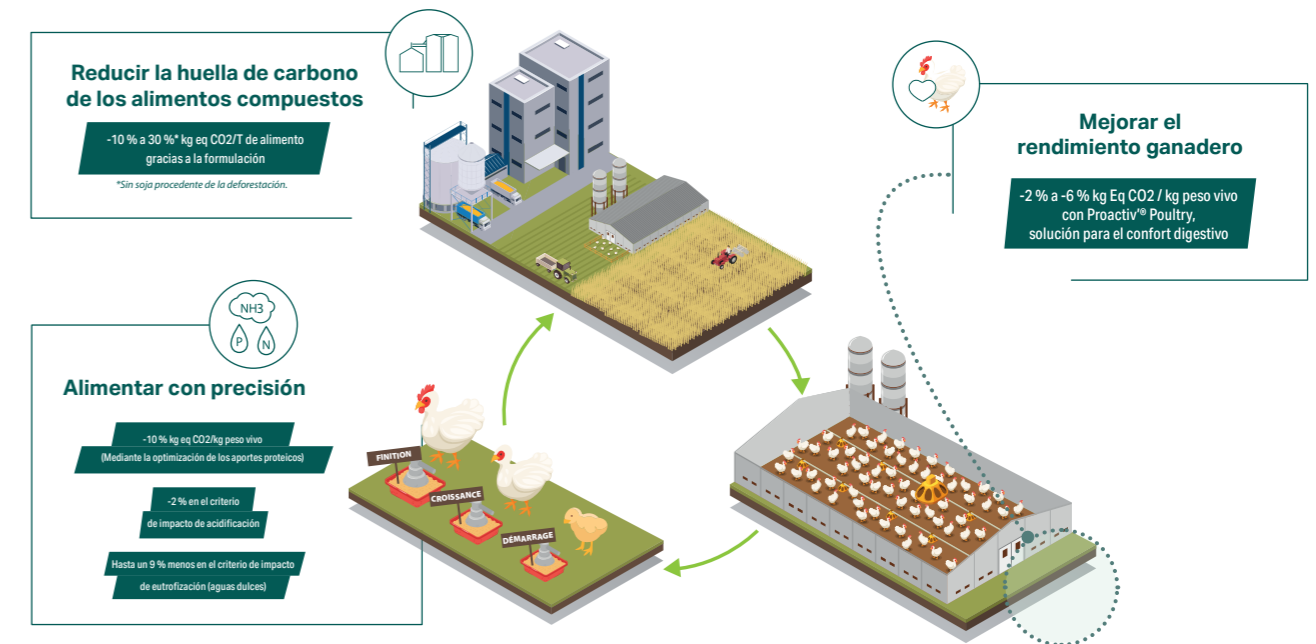 Reducir la huella de carbono
de los alimentos compuestos
-10 % a 30 %* kg eq CO2/T de alimento
gracias a la formulación
*Sin soja procedente de la deforestación.
Mejorar el
rendimiento ganadero
-2 % a -6 % kg Eq CO2 / kg peso vivo
con Proactiv'® Poultry,
solución para el confort digestivo
NH3
P
N
Alimentar con precisión
-10 % kg eq CO2/kg peso vivo
(Mediante la optimización de los aportes proteicos)
-2 % en el criterio
de impacto de acidificación
Hasta un 9 % menos en el criterio de impacto
de eutrofización (aguas dulces)
FINITION
CROISSANCE
DÉMARRAGE